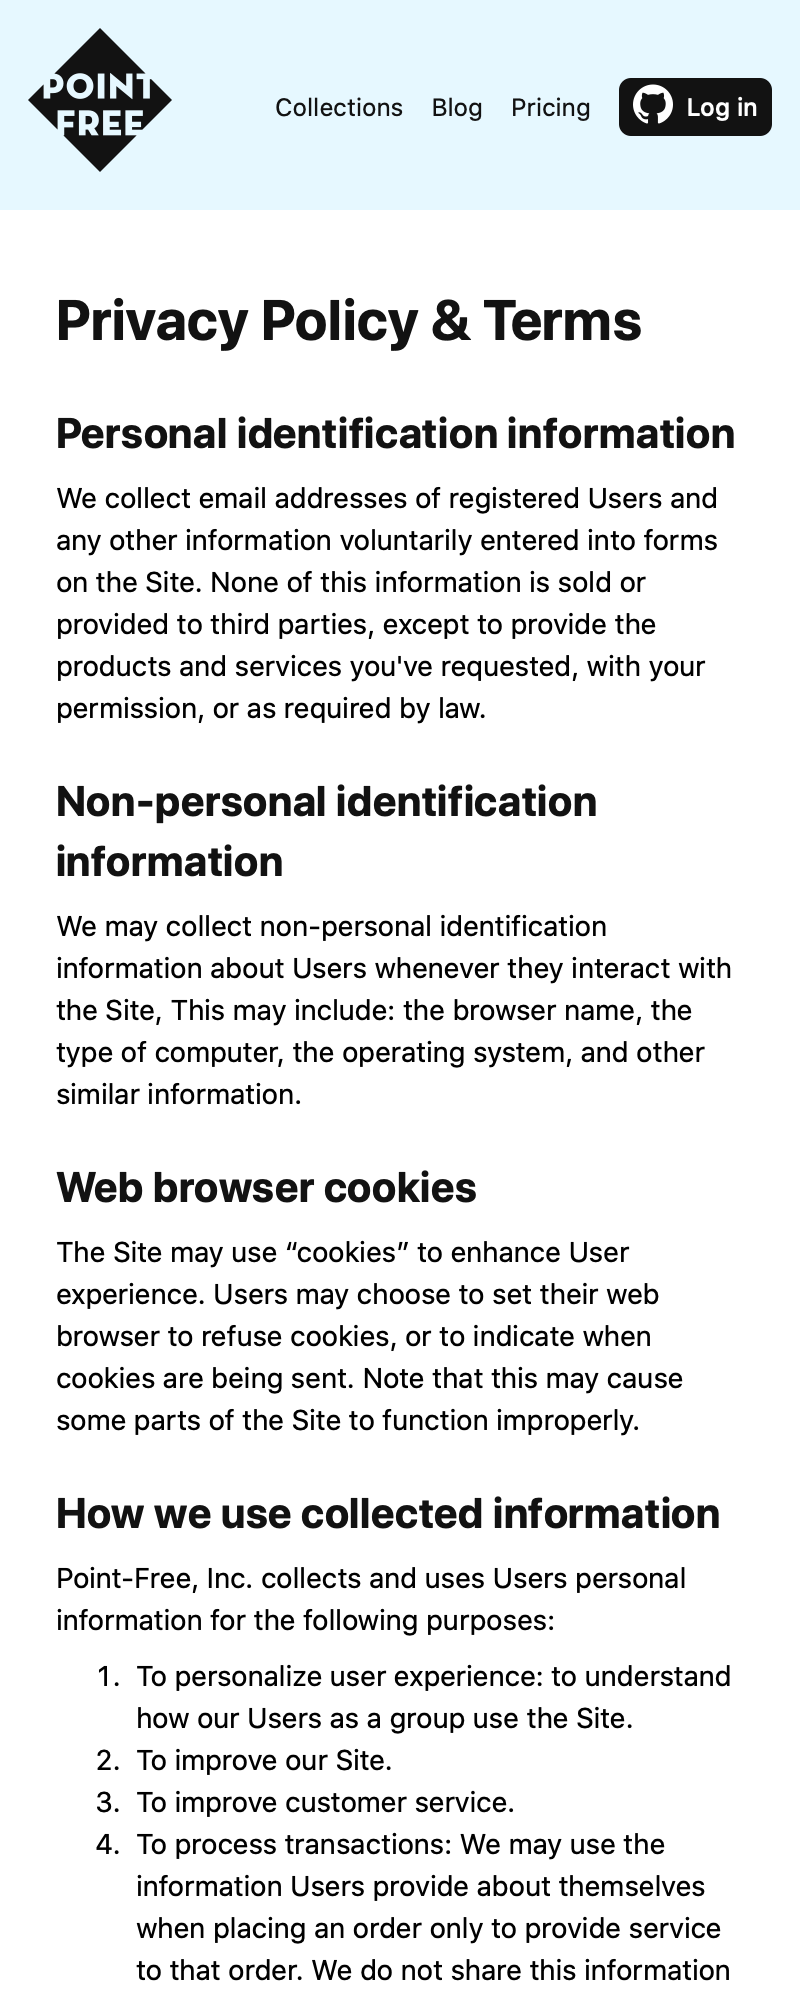 POINT
FREE
Collections Blog Pricing Log in
Privacy Policy & Terms
Personal identification information
We collect email addresses of registered Users and
any other information voluntarily entered into forms
on the Site. None of this information is sold or
provided to third parties, except to provide the
products and services you've requested, with your
permission, or as required by law.
Non-personal identification
information
We may collect non-personal identification
information about Users whenever they interact with
the Site, This may include: the browser name, the
type of computer, the operating system, and other
similar information.
Web browser cookies
The Site may use “cookies” to enhance User
experience. Users may choose to set their web
browser to refuse cookies, or to indicate when
cookies are being sent. Note that this may cause
some parts of the Site to function improperly.
How we use collected information
Point-Free, Inc. collects and uses Users personal
information for the following purposes:
1. To personalize user experience: to understand
how our Users as a group use the Site.
2. To improve our Site.
3. To improve customer service.
4. To process transactions: We may use the
information Users provide about themselves
when placing an order only to provide service
to that order. We do not share this information